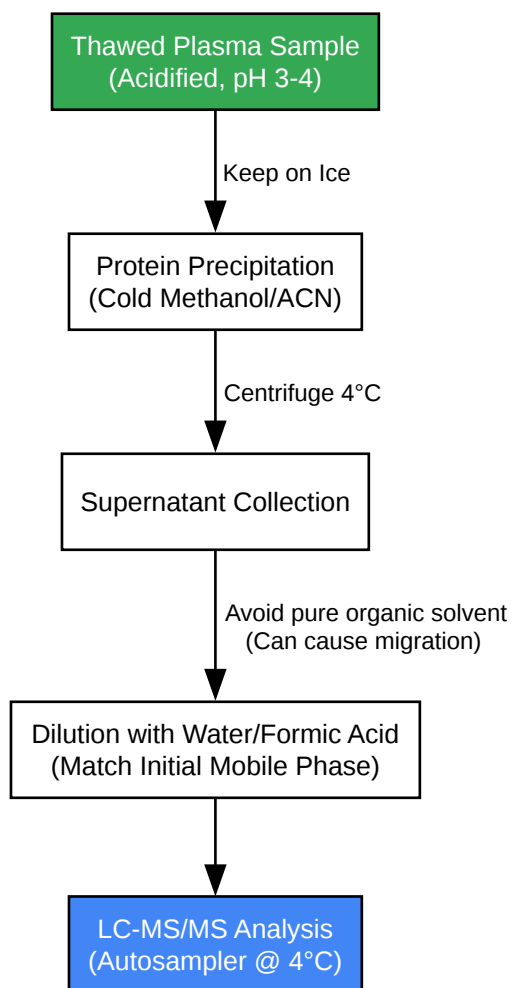 Thawed Plasma Sample
(Acidified, pH 3-4)
Keep on Ice
Protein Precipitation
(Cold Methanol/ACN)
Centrifuge 4°C
Supernatant Collection
Avoid pure organic solvent
(Can cause migration)
Dilution with Water/Formic Acid
(Match Initial Mobile Phase)
LC-MS/MS Analysis
(Autosampler @ 4°C)